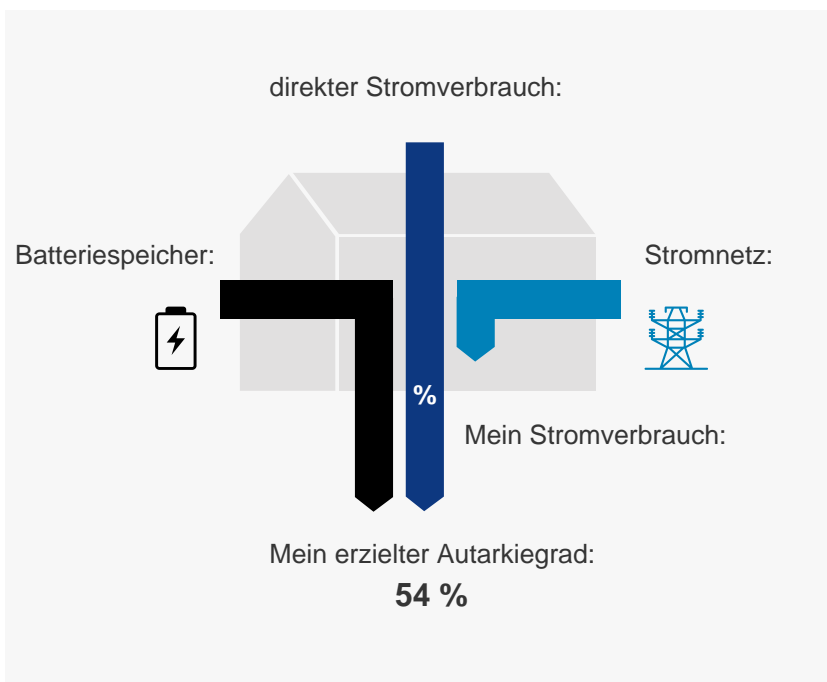 direkter Stromverbrauch:
Batteriespeicher:
Stromnetz:
%
Mein Stromverbrauch:
Mein erzielter Autarkiegrad:
54 %